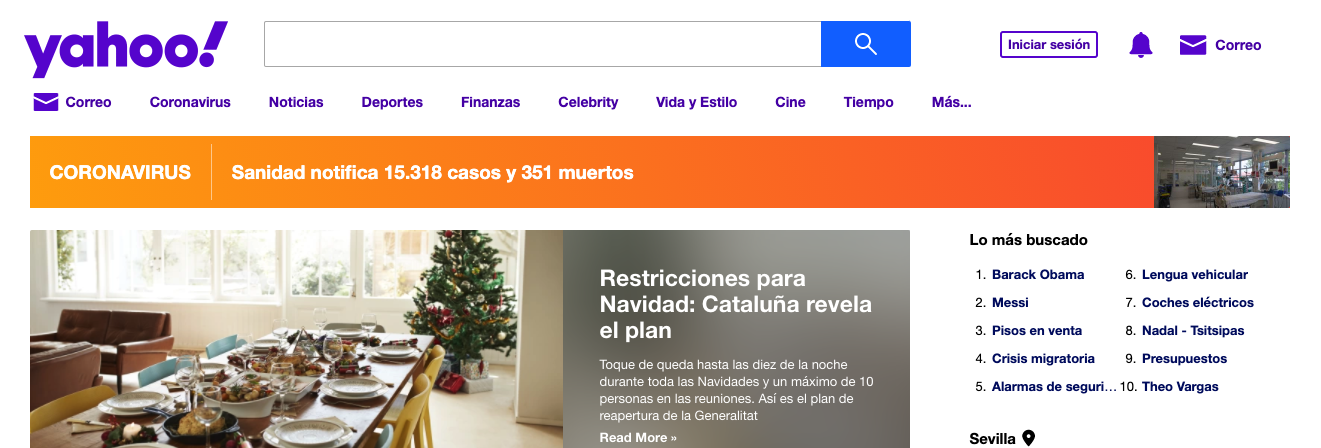 yahoo!
Iniciar sesión
Correo
Correo
Coronavirus
Noticias
Deportes
Finanzas
Celebrity
Vida y Estilo
Cine
Tiempo
Más...
CORONAVIRUS
Sanidad notifica 15.318 casos y 351 muertos
Restricciones para
Navidad: Cataluña revela
el plan
Toque de queda hasta las diez de la noche
durante toda las Navidades y un máximo de 10
personas en las reuniones. Así es el plan de
reapertura de la Generalitat
Read More »
Lo más buscado
1. Barack Obama
2. Messi
3. Pisos en venta
4. Crisis migratoria
5. Alarmas de seguri...
6. Lengua vehicular
7. Coches eléctricos
8. Nadal - Tsitsipas
9. Presupuestos
10. Theo Vargas
Sevilla